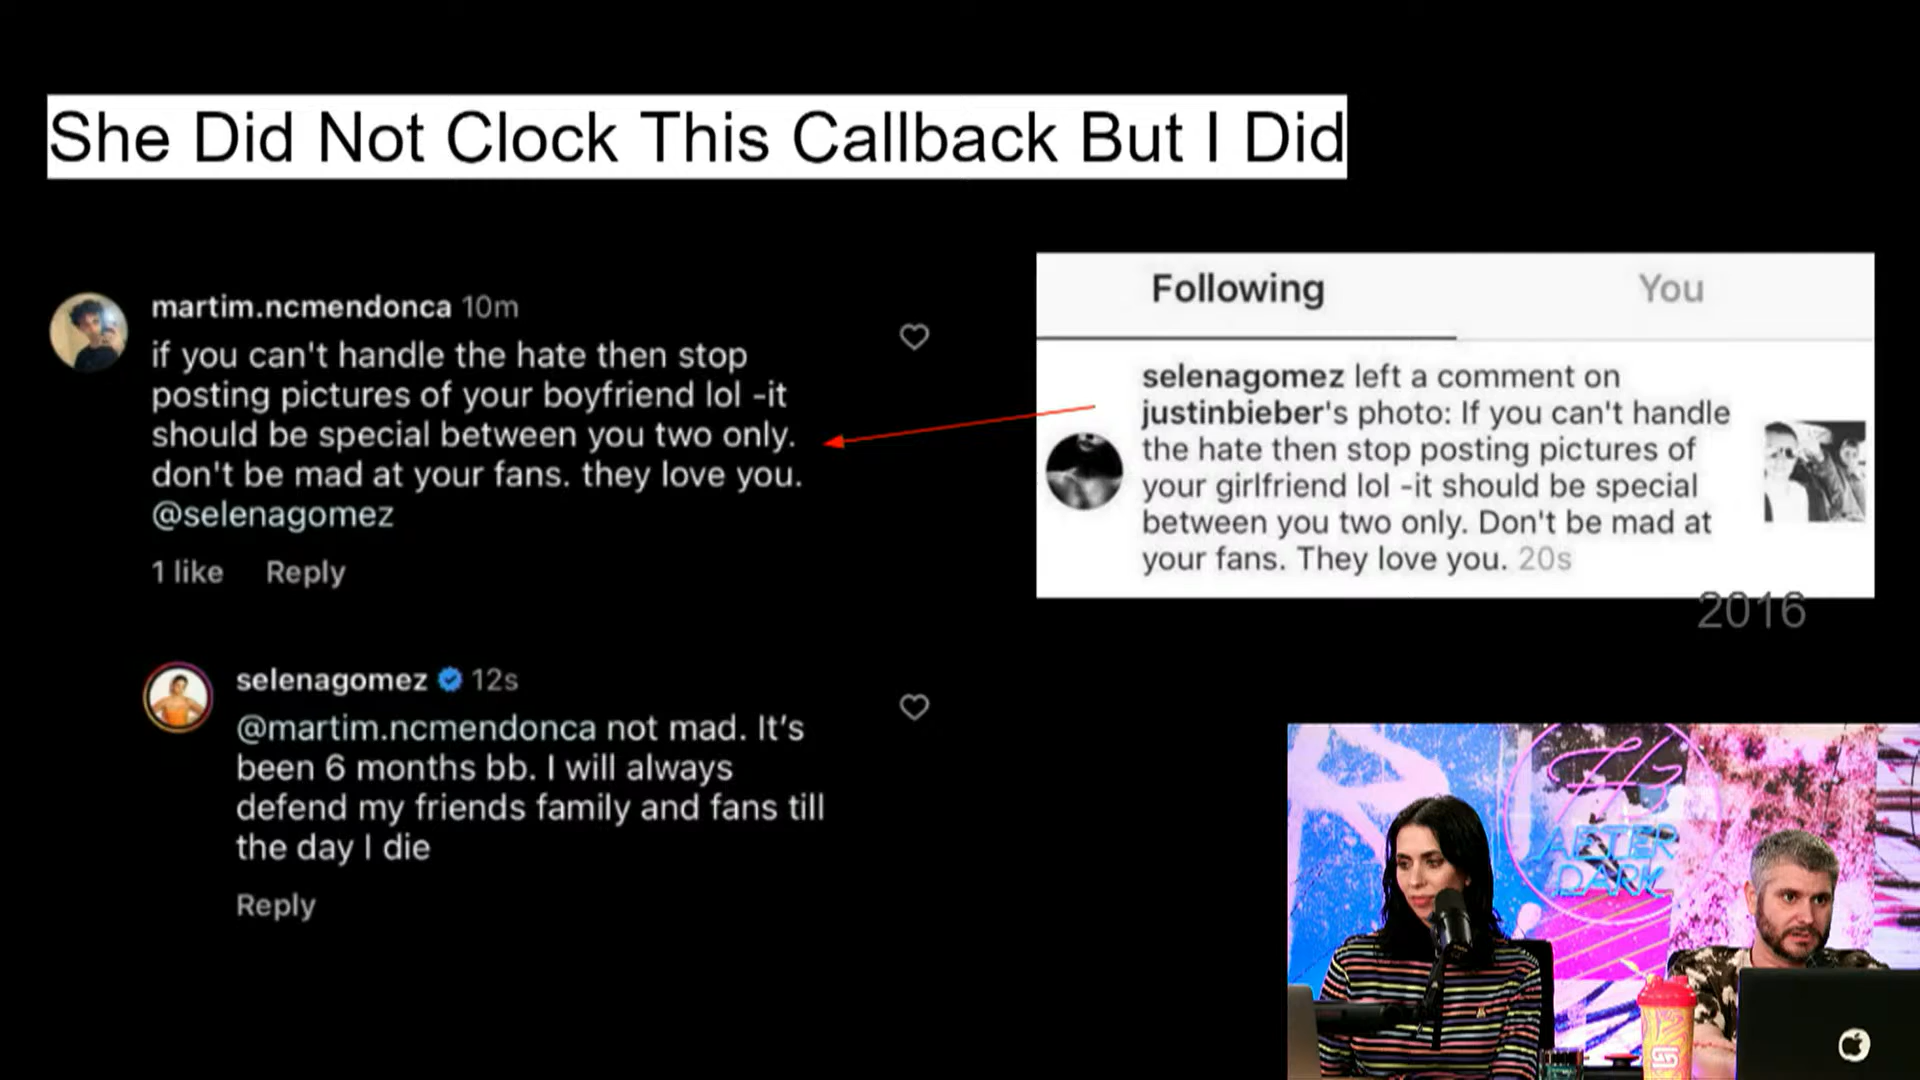 She Did Not Clock This Callback But I Did
martim.ncmendonca 10m
if you can't handle the hate then stop
posting pictures of your boyfriend lol -it
should be special between you two only.
don't be mad at your fans. they love you.
@selenagomez
1 like Reply
selenagomez 12s
@martim.ncmendonca not mad. It's
been 6 months bb. I will always
defend my friends family and fans till
the day I die
Reply
Following You
selenagomez left a comment on
justinbieber's photo: If you can't handle
the hate then stop posting pictures of
your girlfriend lol -it should be special
between you two only. Don't be mad at
your fans. They love you. 20s
2016
AFTER
DARK